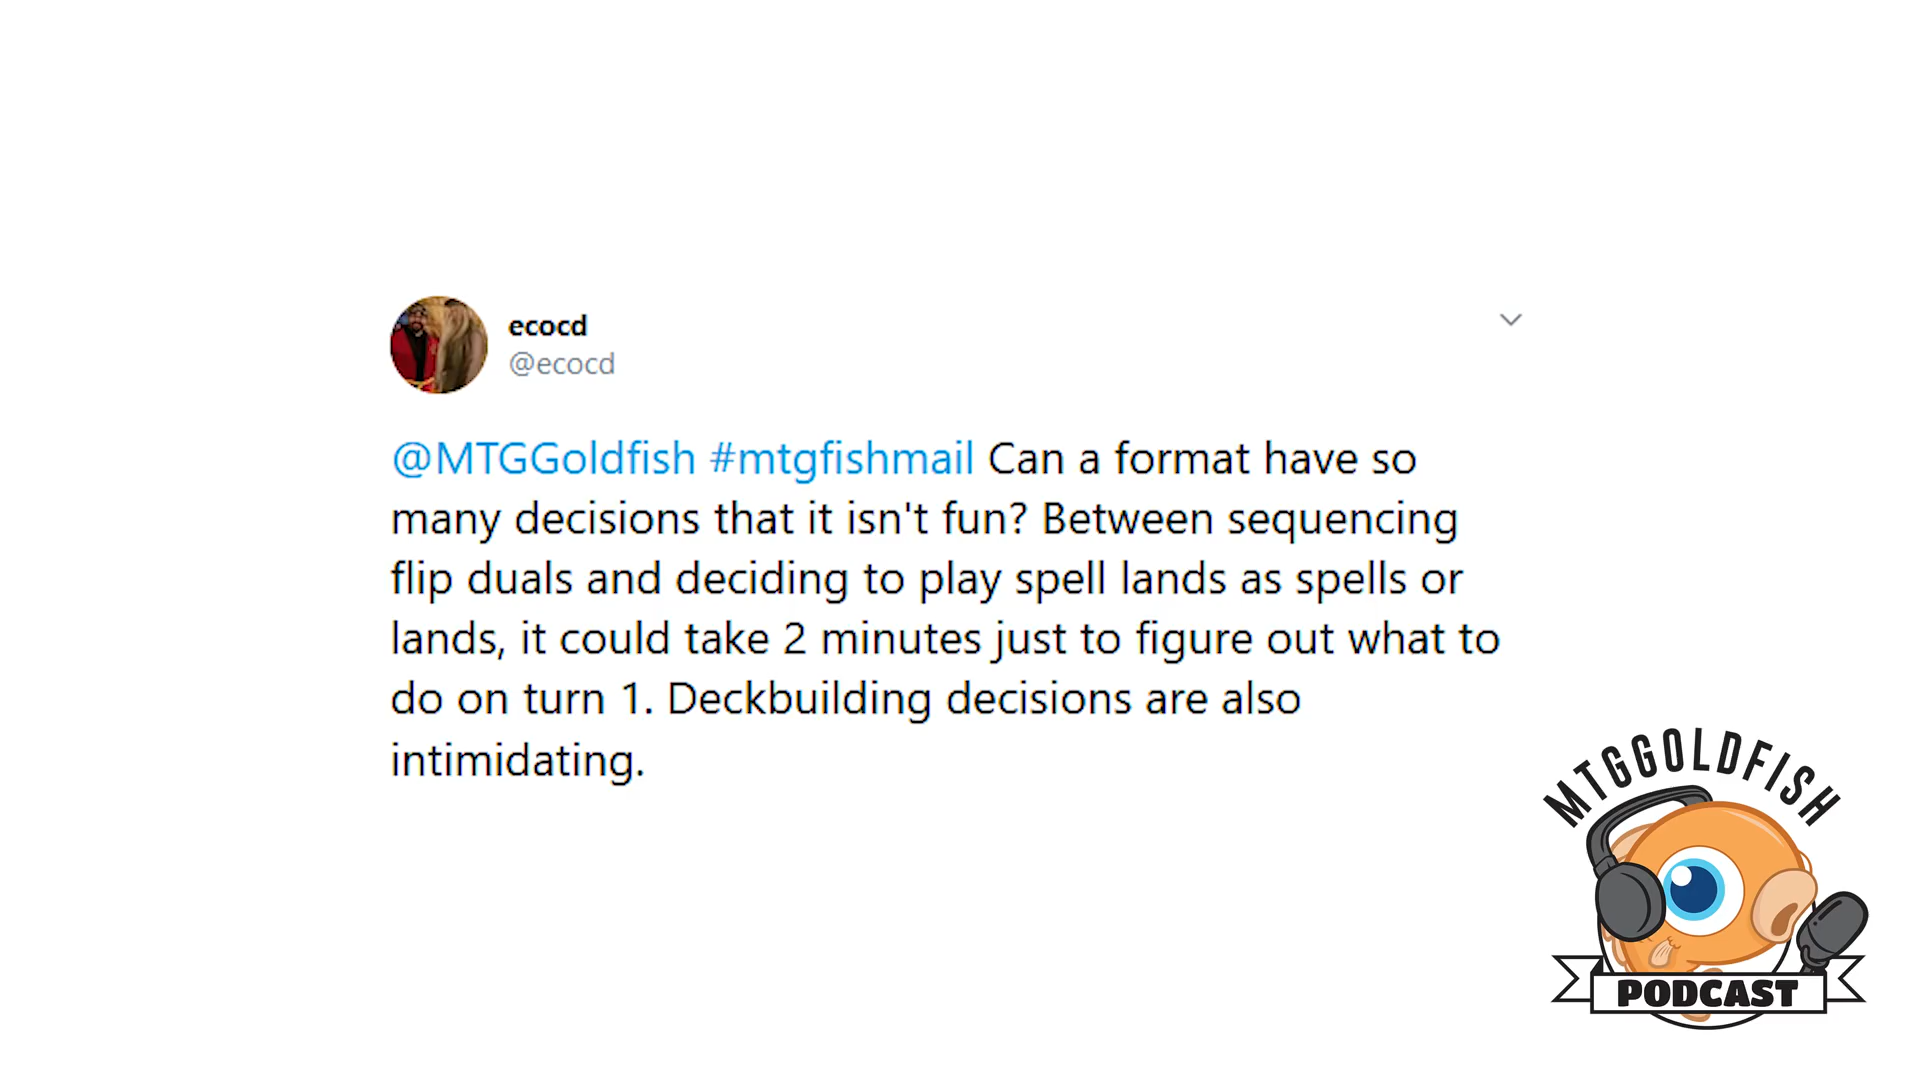 ecocd
@ecocd
@MTGGoldfish #mtgfishmail Can a format have so
many decisions that it isn't fun? Between sequencing
flip duals and deciding to play spell lands as spells or
lands, it could take 2 minutes just to figure out what to
do on turn 1. Deckbuilding decisions are also
intimidating.
MTGGOLDFISH
PODCAST